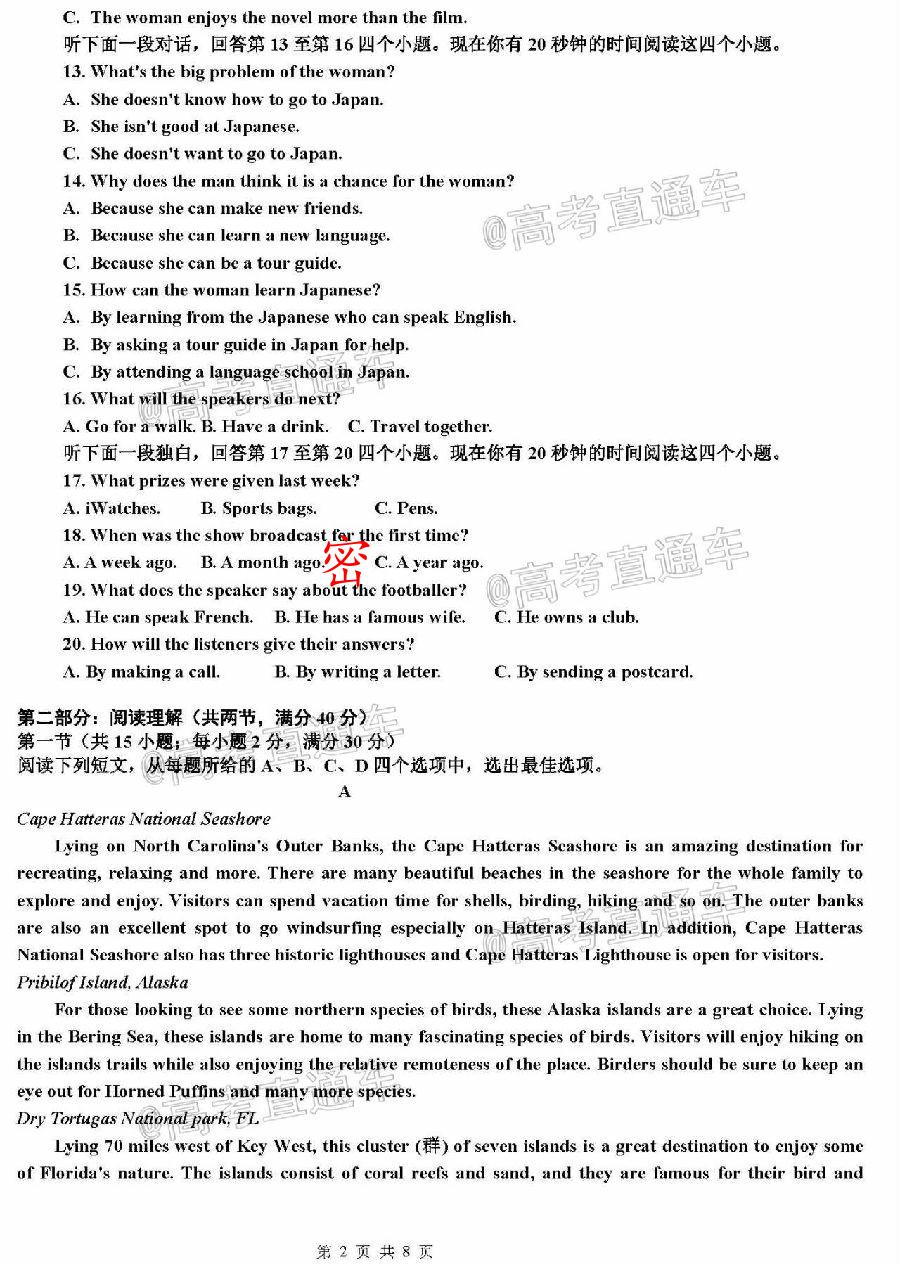 C. The woman enjoys the novel more than the film.
听下面一段对话，回答第 13 至第 16 四个小题。现在你有 20 秒钟的时间阅读这四个小题。
13. What's the big problem of the woman?
A. She doesn't know how to go to Japan.
B. She isn't good at Japanese.
C. She doesn't want to go to Japan.
14. Why does the man think it is a chance for the woman?
A. Because she can make new friends.
B. Because she can learn a new language.
C. Because she can be a tour guide.
@高考直通车
15. How can the woman learn Japanese?
A. By learning from the Japanese who can speak English.
B. By asking a tour guide in Japan for help.
C. By attending a language school in Japan.
@高考直通车
16. What will the speakers do next?
A. Go for a walk. B. Have a drink. C. Travel together.
听下面一段独白，回答第 17 至第 20 四个小题。现在你有 20 秒钟的时间阅读这四个小题。
17. What prizes were given last week?
A. iWatches. B. Sports bags. C. Pens.
18. When was the show broadcast for the first time?
A. A week ago. B. A month ago. C. A year ago.
密
@高考直通车
19. What does the speaker say about the footballer?
A. He can speak French. B. He has a famous wife. C. He owns a club.
20. How will the listeners give their answers?
A. By making a call. B. By writing a letter. C. By sending a postcard.
第二部分：阅读理解（共两节，满分 40 分）
第一节（共 15 小题；每小题 2 分，满分 30 分）
阅读下列短文，从每题所给的 A、B、C、D 四个选项中，选出最佳选项。
@高考直通车
A
Cape Hatteras National Seashore
Lying on North Carolina's Outer Banks, the Cape Hatteras Seashore is an amazing destination for
recreating, relaxing and more. There are many beautiful beaches in the seashore for the whole family to
explore and enjoy. Visitors can spend vacation time for shells, birding, hiking and so on. The outer banks
are also an excellent spot to go windsurfing especially on Hatteras Island. In addition, Cape Hatteras
National Seashore also has three historic lighthouses and Cape Hatteras Lighthouse is open for visitors.
@高考直通车
Pribilof Island, Alaska
For those looking to see some northern species of birds, these Alaska islands are a great choice. Lying
in the Bering Sea, these islands are home to many fascinating species of birds. Visitors will enjoy hiking on
the islands trails while also enjoying the relative remoteness of the place. Birders should be sure to keep an
eye out for Horned Puffins and many more species.
@高考直通车
Dry Tortugas National park, FL
Lying 70 miles west of Key West, this cluster (群) of seven islands is a great destination to enjoy some
of Florida's nature. The islands consist of coral reefs and sand, and they are famous for their bird and
第 2 页 共 8 页